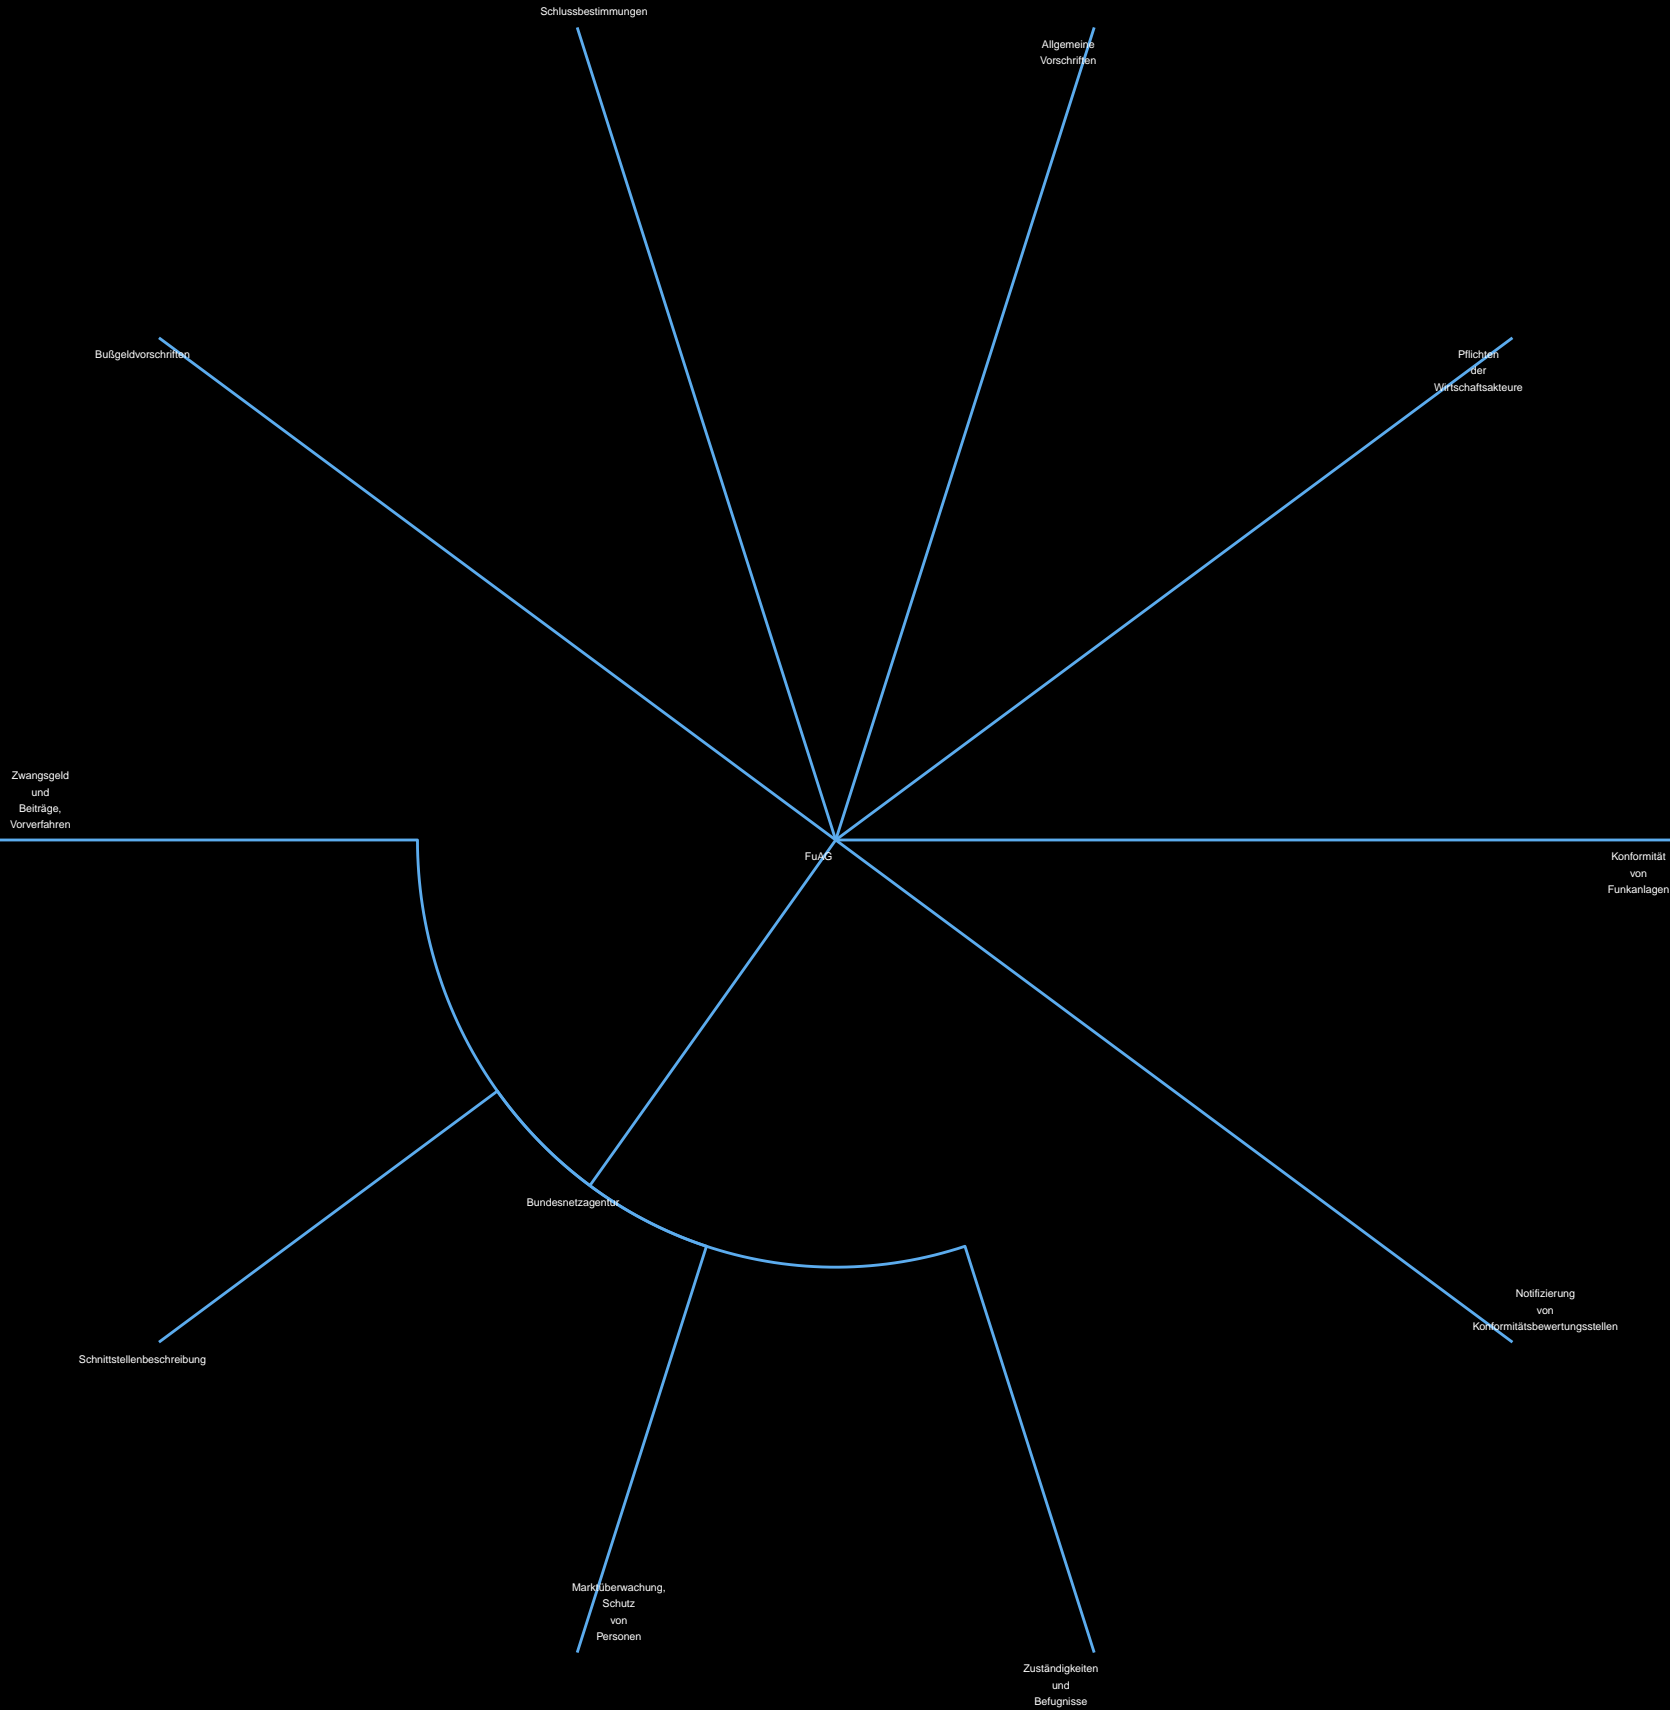 Schlussbestimmungen
Allgemeine
Vorschriften
Bußgeldvorschriften
Pflichten
der
Wirtschaftsakteure
Zwangsgeld
und
Beiträge,
Vorverfahren
FuAG
Konformität
von
Funkanlagen
Bundesnetzagentur
Notifizierung
von
Konformitätsbewertungsstellen
Schnittstellenbeschreibung
Marktüberwachung,
Schutz
von
Personen
Zuständigkeiten
und
Befugnisse